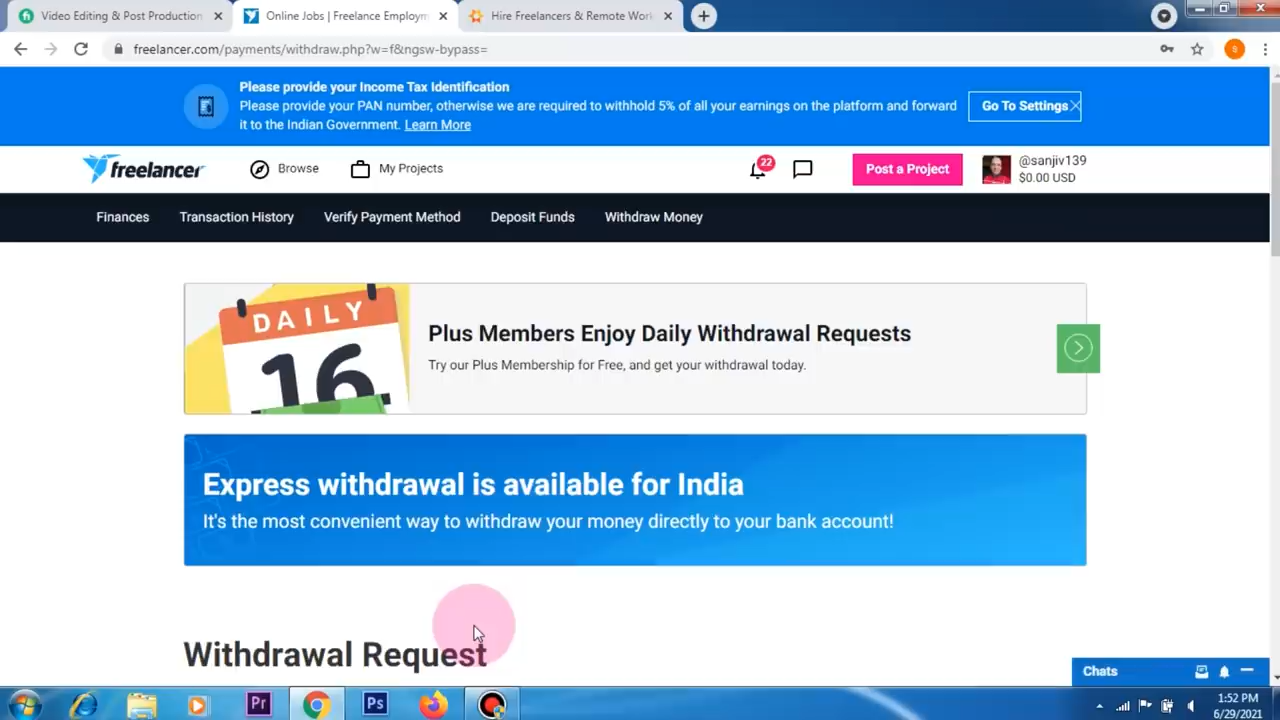 Video Editing & Post Production
Online Jobs | Freelance Employm
Hire Freelancers & Remote Work
freelancer.com/payments/withdraw.php?w=f&ngsw-bypass=
Please provide your Income Tax Identification
Please provide your PAN number, otherwise we are required to withhold 5% of all your earnings on the platform and forward
it to the Indian Government. Learn More
Go To Settings
freelancer
Browse
My Projects
22
Post a Project
@sanjiv139
$0.00 USD
Finances
Transaction History
Verify Payment Method
Deposit Funds
Withdraw Money
DAILY
16
Plus Members Enjoy Daily Withdrawal Requests
Try our Plus Membership for Free, and get your withdrawal today.
Express withdrawal is available for India
It's the most convenient way to withdraw your money directly to your bank account!
Withdrawal Request
Chats
Pr
Ps
1:52 PM
6/29/2021